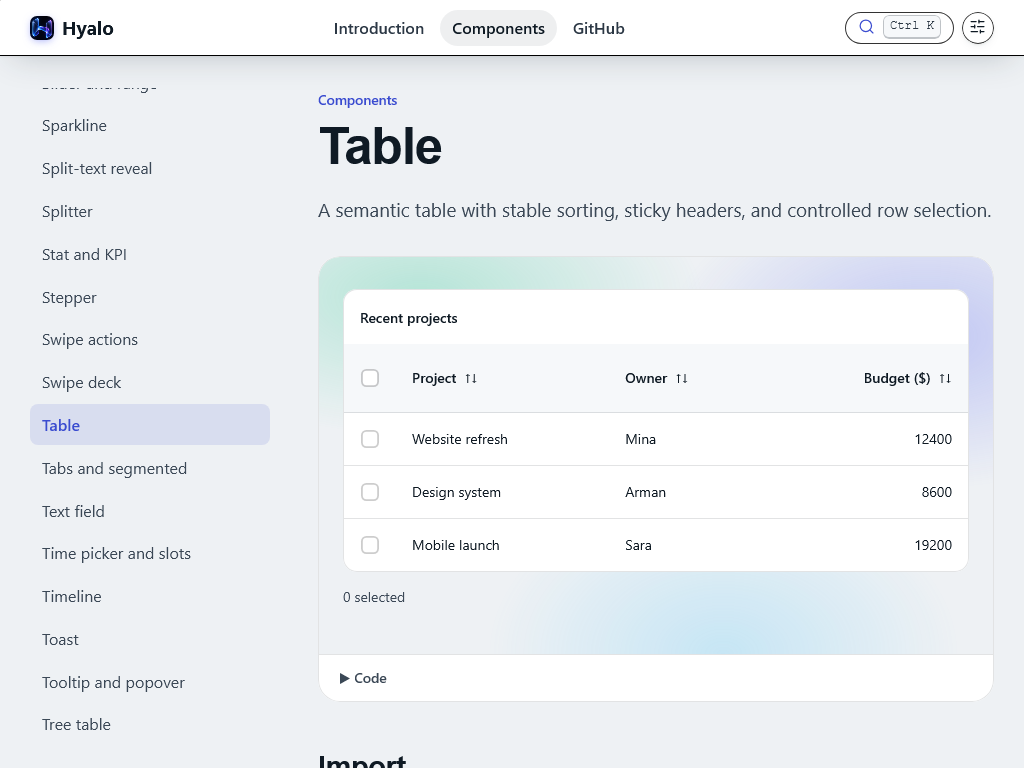 Hyalo
Introduction
Components
GitHub
Ctrl K
Sparkline
Split-text reveal
Splitter
Stat and KPI
Stepper
Swipe actions
Swipe deck
Table
Tabs and segmented
Text field
Time picker and slots
Timeline
Toast
Tooltip and popover
Tree table
Components
Table
A semantic table with stable sorting, sticky headers, and controlled row selection.
Recent projects
Project ↑↓ Owner ↑↓ Budget ($) ↑↓
Website refresh Mina 12400
Design system Arman 8600
Mobile launch Sara 19200
0 selected
Code
Import